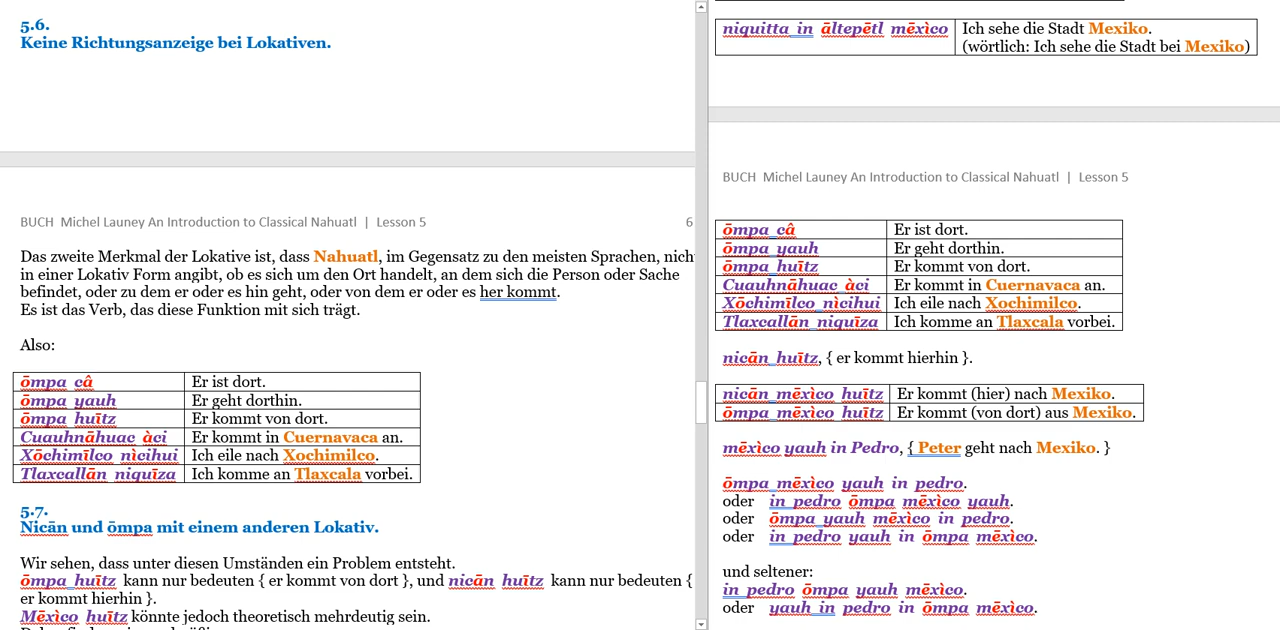 5.6.
Keine Richtungsanzeige bei Lokativen.
BUCH Michel Launey An Introduction to Classical Nahuatl | Lesson 5 6
Das zweite Merkmal der Lokative ist, dass Nahuatl, im Gegensatz zu den meisten Sprachen, nich
in einer Lokativ Form angibt, ob es sich um den Ort handelt, an dem sich die Person oder Sache
befindet, oder zu dem er oder es hin geht, oder von dem er oder es her kommt.
Es ist das Verb, das diese Funktion mit sich trägt.
Also:
ōmpa câ Er ist dort.
ōmpa yauh Er geht dorthin.
ōmpa huītz Er kommt von dort.
Cuauhnāhuac àci Er kommt in Cuernavaca an.
Xōchimīlco nìcihui Ich eile nach Xochimilco.
Tlaxcallān niquīza Ich komme an Tlaxcala vorbei.
5.7.
Nicān und ōmpa mit einem anderen Lokativ.
Wir sehen, dass unter diesen Umständen ein Problem entsteht.
ōmpa huītz kann nur bedeuten { er kommt von dort }, und nicān huītz kann nur bedeuten {
er kommt hierhin }.
Mēxìco huītz könnte jedoch theoretisch mehrdeutig sein.
niquitta in āltepētl mēxìco Ich sehe die Stadt Mexiko.
(wörtlich: Ich sehe die Stadt bei Mexiko)
BUCH Michel Launey An Introduction to Classical Nahuatl | Lesson 5
ōmpa câ Er ist dort.
ōmpa yauh Er geht dorthin.
ōmpa huītz Er kommt von dort.
Cuauhnāhuac àci Er kommt in Cuernavaca an.
Xōchimīlco nìcihui Ich eile nach Xochimilco.
Tlaxcallān niquīza Ich komme an Tlaxcala vorbei.
nicān huītz, { er kommt hierhin }.
nicān mēxìco huītz Er kommt (hier) nach Mexiko.
ōmpa mēxìco huītz Er kommt (von dort) aus Mexiko.
mēxìco yauh in Pedro, { Peter geht nach Mexiko. }
ōmpa mēxìco yauh in pedro.
oder in pedro ōmpa mēxìco yauh.
oder ōmpa yauh mēxìco in pedro.
oder in pedro yauh in ōmpa mēxìco.
und seltener:
in pedro ōmpa yauh mēxìco.
oder yauh in pedro in ōmpa mēxìco.